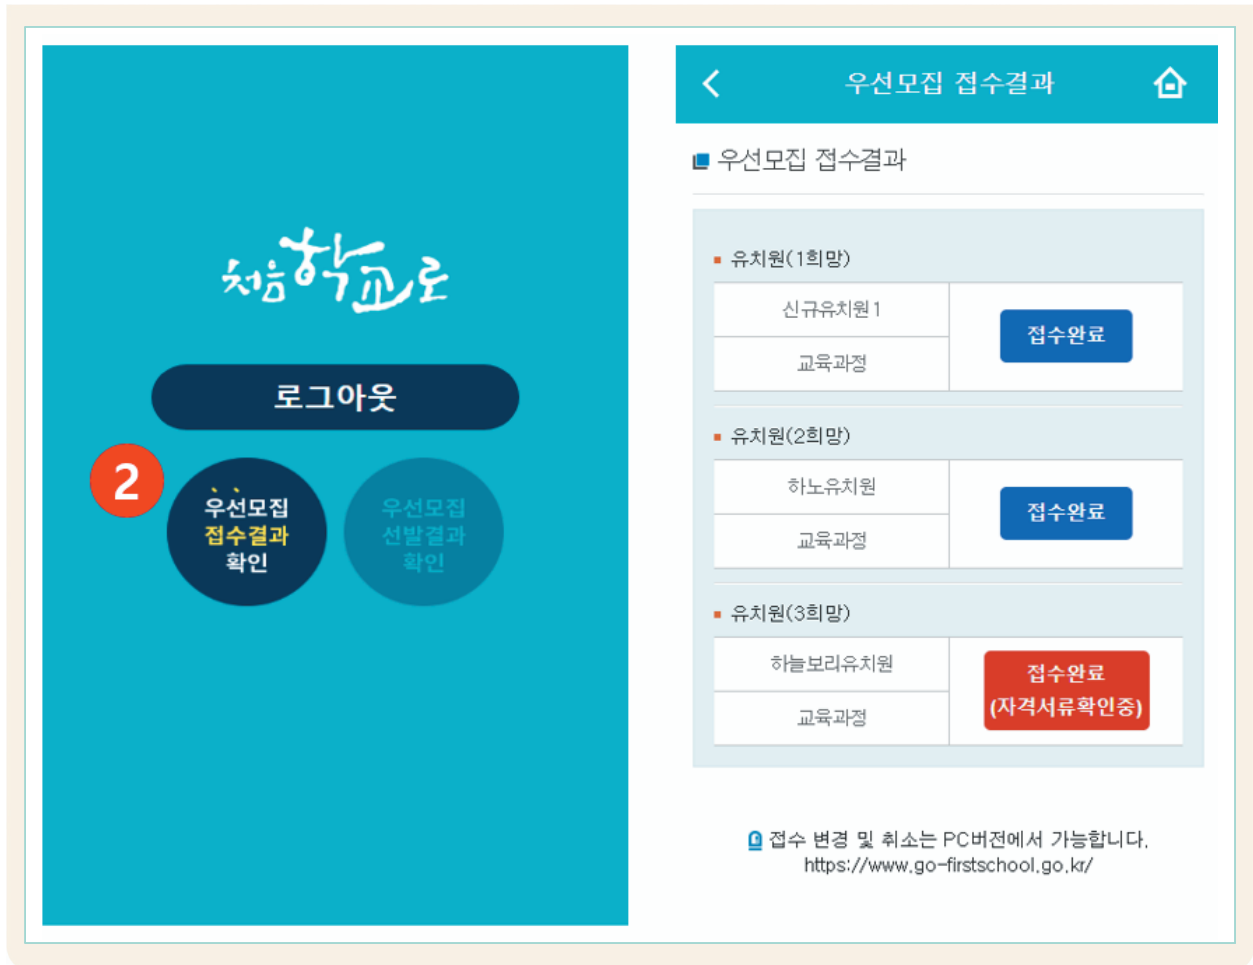 처음학교로
로그아웃
2
우선모집
접수결과
확인
우선모집
선발결과
확인
우선모집 접수결과
우선모집 접수결과
유치원(1희망)
신규유치원1
교육과정
접수완료
유치원(2희망)
하노유치원
교육과정
접수완료
유치원(3희망)
하늘보리유치원
교육과정
접수완료
(자격서류확인중)
접수 변경 및 취소는 PC버전에서 가능합니다.
https://www.go-firstschool.go.kr/